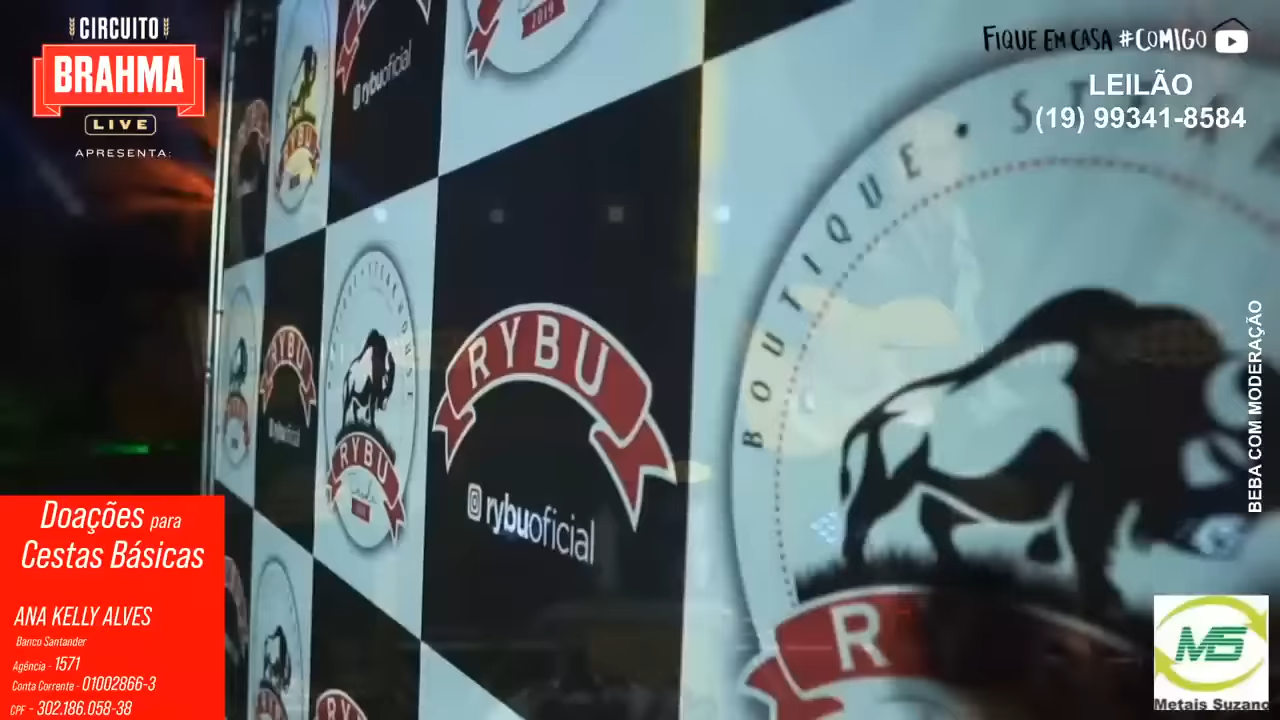 CIRCUITO
BRAHMA
LIVE
APRESENTA:
FIQUE EM CASA #COMIGO
LEILÃO
(19) 99341-8584
2019
rybuoficial
BOUTIQUE •
RYBU
rybuoficial
RYBU
rybuoficial
RYBU
R
BEBA COM MODERAÇÃO
Doações para
Cestas Básicas
ANA KELLY ALVES
Banco Santander
Agência - 1571
Conta Corrente - 01002866-3
CPF - 302.186.058-38
MS
Metais Suzano